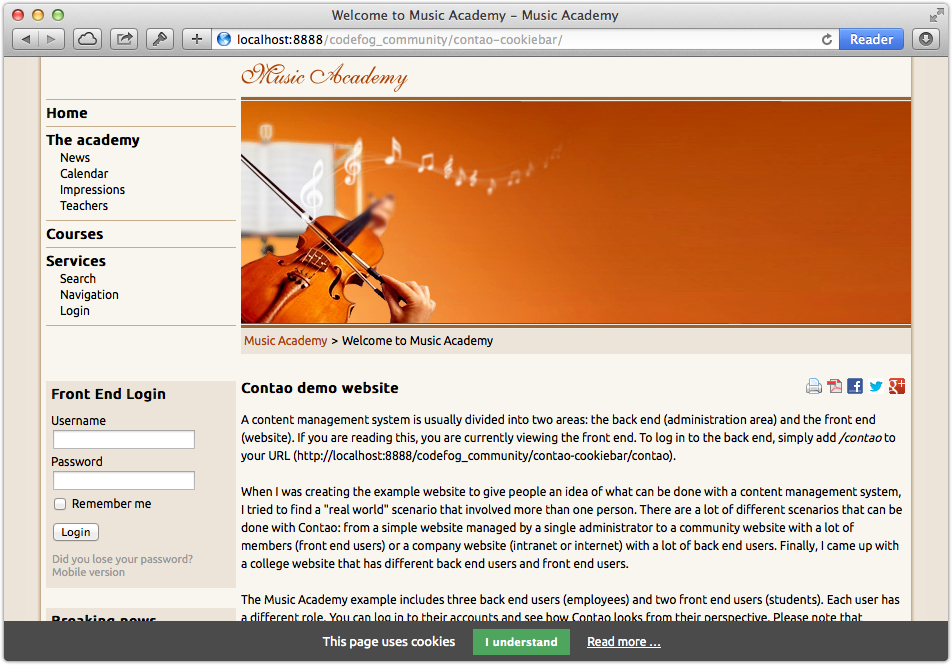 Welcome to Music Academy – Music Academy
localhost:8888/codefog_community/contao-cookiebar/
Reader
Music Academy
Home
The academy
News
Calendar
Impressions
Teachers
Courses
Services
Search
Navigation
Login
Music Academy > Welcome to Music Academy
Front End Login
Username
Password
Remember me
Login
Did you lose your password?
Mobile version
Breaking news
Contao demo website
A content management system is usually divided into two areas: the back end (administration area) and the front end
(website). If you are reading this, you are currently viewing the front end. To log in to the back end, simply add /contao to
your URL (http://localhost:8888/codefog_community/contao-cookiebar/contao).
When I was creating the example website to give people an idea of what can be done with a content management system,
I tried to find a "real world" scenario that involved more than one person. There are a lot of different scenarios that can be
done with Contao: from a simple website managed by a single administrator to a community website with a lot of
members (front end users) or a company website (intranet or internet) with a lot of back end users. Finally, I came up with
a college website that has different back end users and front end users.
The Music Academy example includes three back end users (employees) and two front end users (students). Each user has
a different role. You can log in to their accounts and see how Contao looks from their perspective. Please note that
This page uses cookies
I understand
Read more ...